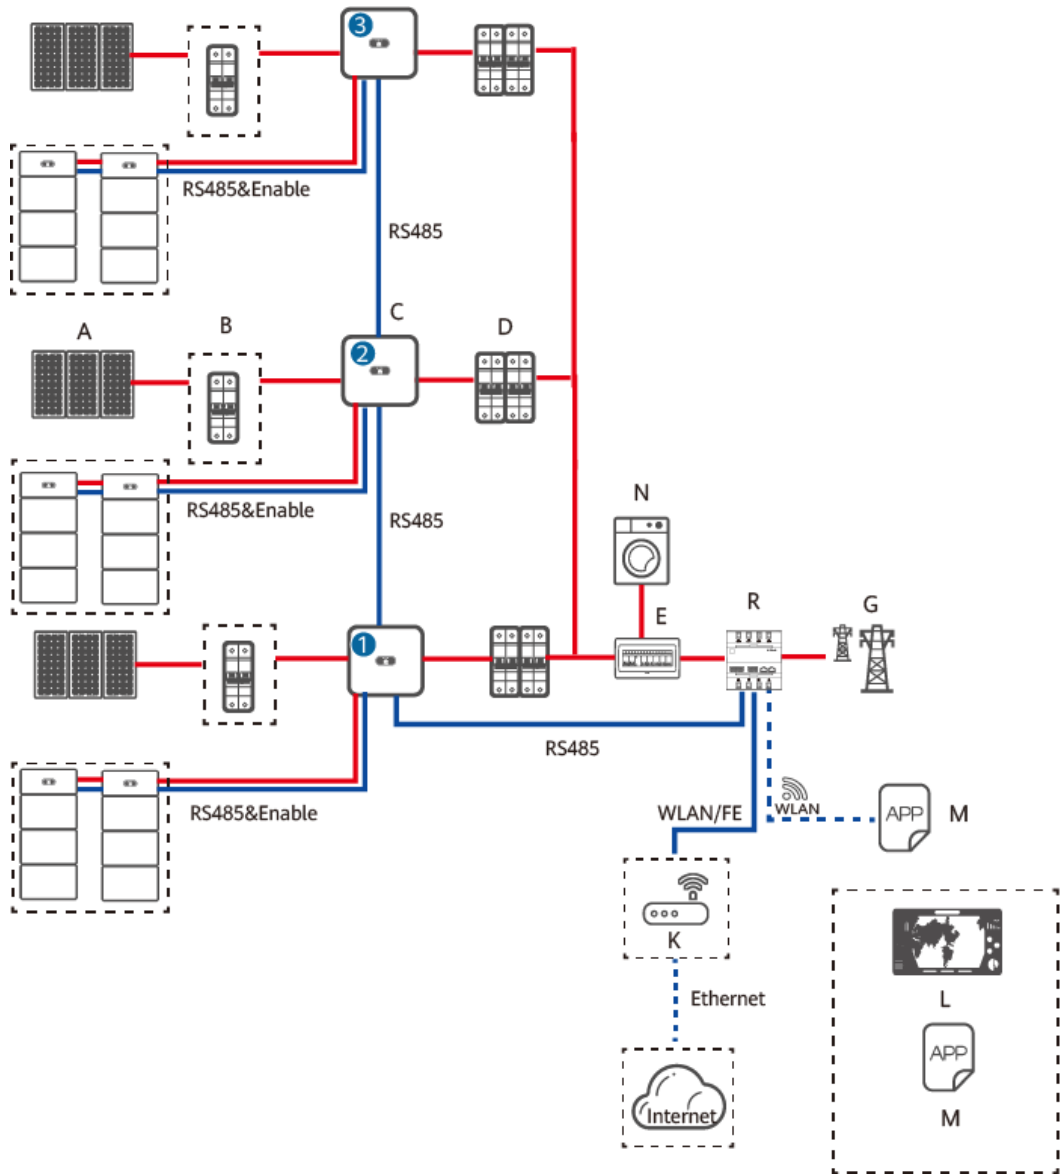 3
RS485&Enable
RS485
A
B
C
D
2
RS485&Enable
RS485
N
E
R
G
1
RS485
RS485&Enable
WLAN/FE
WLAN
APP
M
K
L
Ethernet
APP
M
Internet